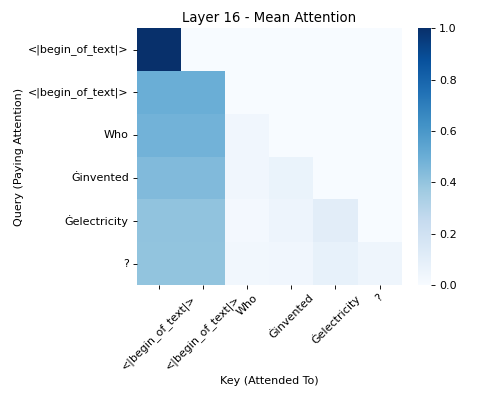 Layer 16 - Mean Attention
<|begin_of_text|>
<|begin_of_text|>
Who
Ġinvented
Ġelectricity
?
Query (Paying Attention)
<|begin_of_text|>
<|begin_of_text|>
Who
Ġinvented
Ġelectricity
?
Key (Attended To)
1.0
0.8
0.6
0.4
0.2
0.0